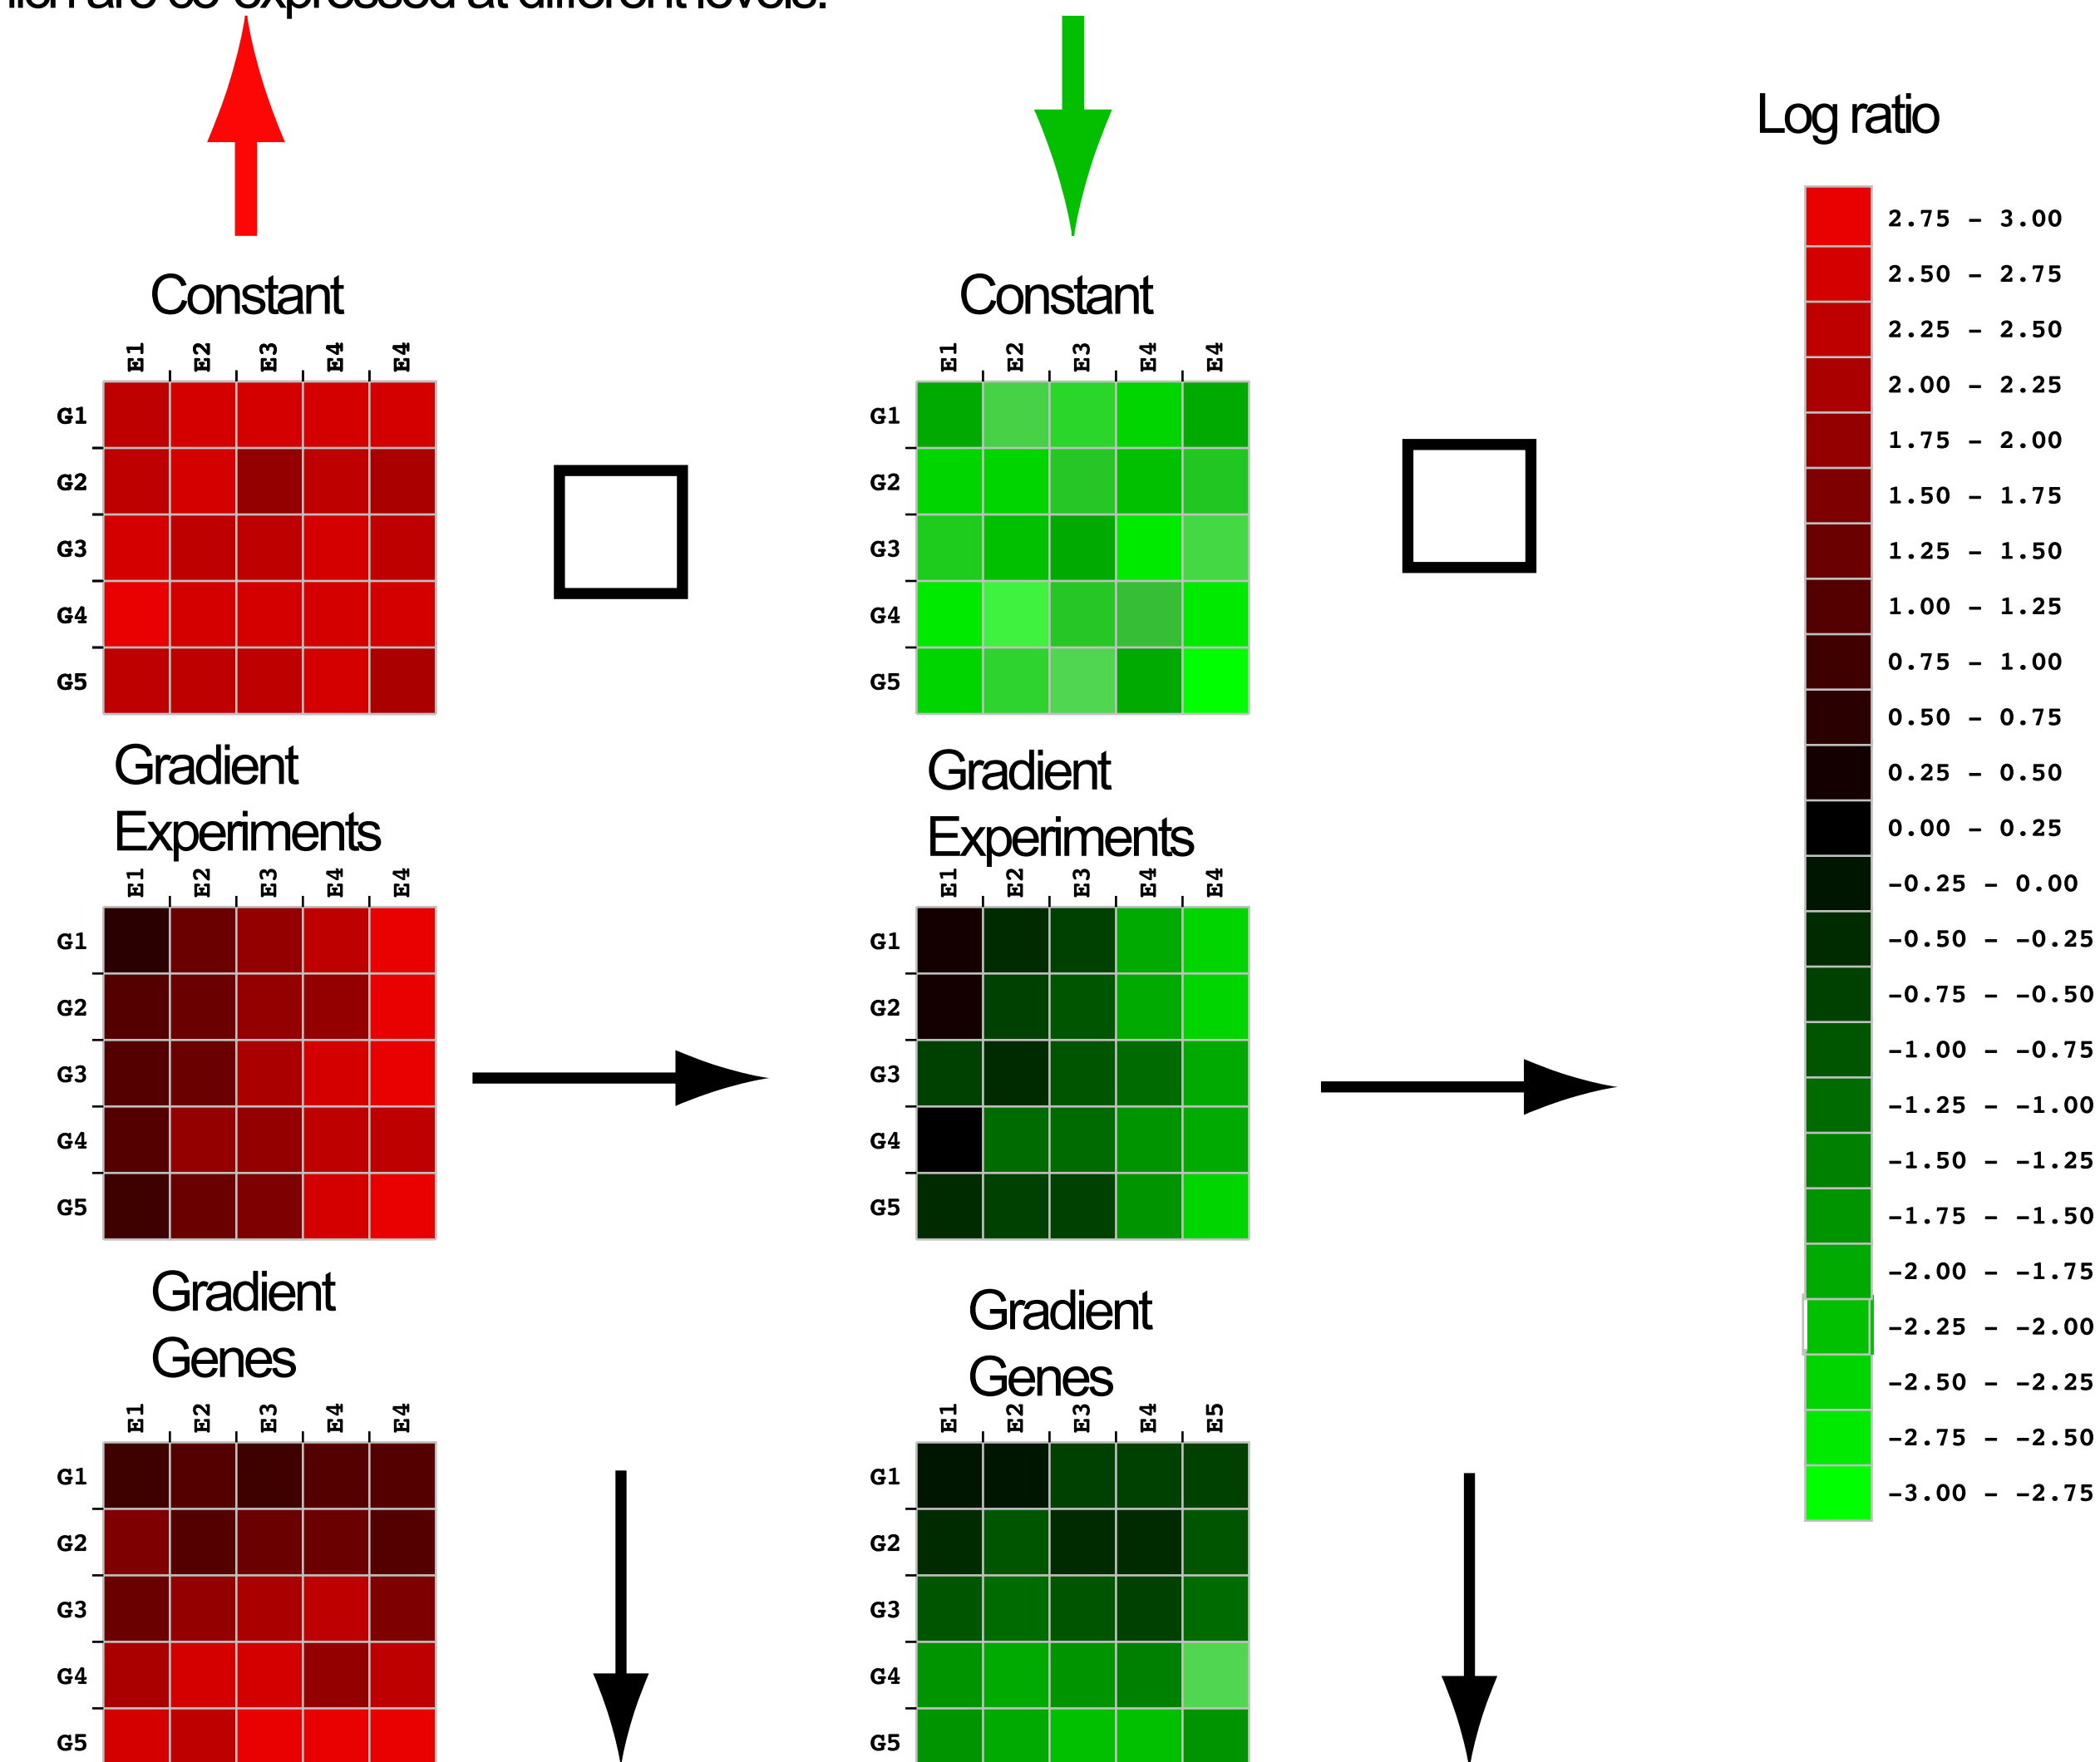 are co-expressed at different levels.
Log ratio
2.75 - 3.00
2.50 - 2.75
2.25 - 2.50
2.00 - 2.25
1.75 - 2.00
1.50 - 1.75
1.25 - 1.50
1.00 - 1.25
0.75 - 1.00
0.50 - 0.75
0.25 - 0.50
0.00 - 0.25
-0.25 - 0.00
-0.50 - -0.25
-0.75 - -0.50
-1.00 - -0.75
-1.25 - -1.00
-1.50 - -1.25
-1.75 - -1.50
-2.00 - -1.75
-2.25 - -2.00
-2.50 - -2.25
-2.75 - -2.50
-3.00 - -2.75
Constant
E1 E2 E3 E4 E4
G1
G2
G3
G4
G5
Constant
E1 E2 E3 E4 E4
G1
G2
G3
G4
G5
Gradient
Experiments
E1 E2 E3 E4 E4
G1
G2
G3
G4
G5
Gradient
Experiments
E1 E2 E3 E4 E4
G1
G2
G3
G4
G5
Gradient
Genes
E1 E2 E3 E4 E4
G1
G2
G3
G4
G5
Gradient
Genes
E1 E2 E3 E4 E5
G1
G2
G3
G4
G5